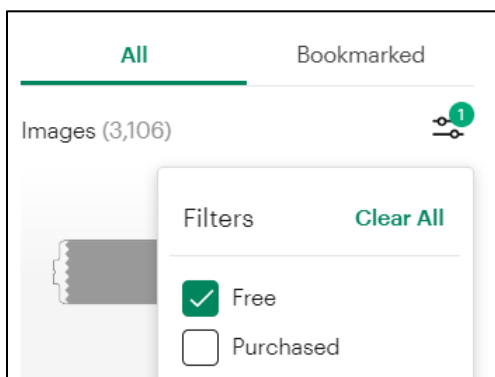 All Bookmarked
Images (3,106)
1
Filters Clear All
Free
Purchased